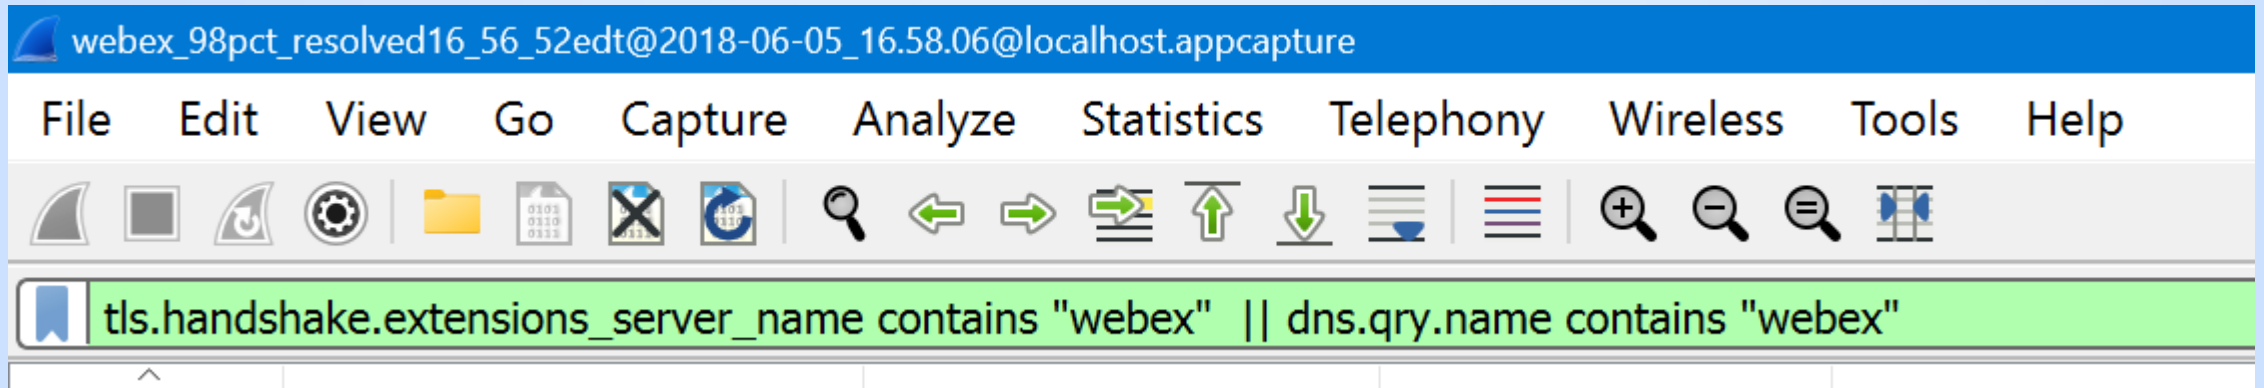 webex_98pct_resolved16_56_52edt@2018-06-05_16.58.06@localhost.appcapture
File Edit View Go Capture Analyze Statistics Telephony Wireless Tools Help
tls.handshake.extensions_server_name contains "webex" || dns.qry.name contains "webex"